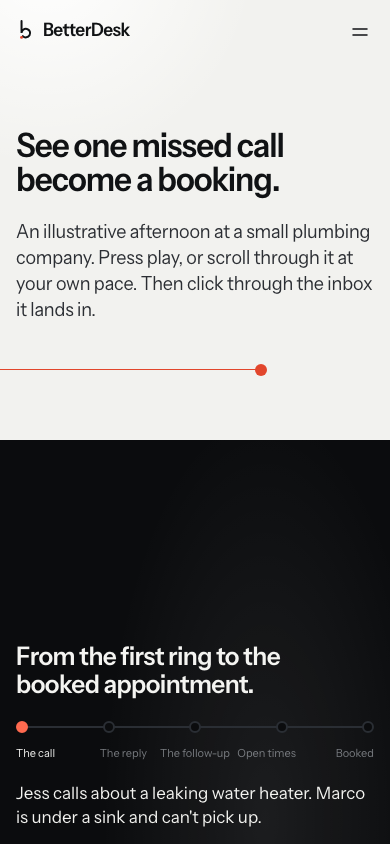 BetterDesk
See one missed call
become a booking.
An illustrative afternoon at a small plumbing
company. Press play, or scroll through it at
your own pace. Then click through the inbox
it lands in.
From the first ring to the
booked appointment.
The call The reply The follow-up Open times Booked
Jess calls about a leaking water heater. Marco
is under a sink and can't pick up.